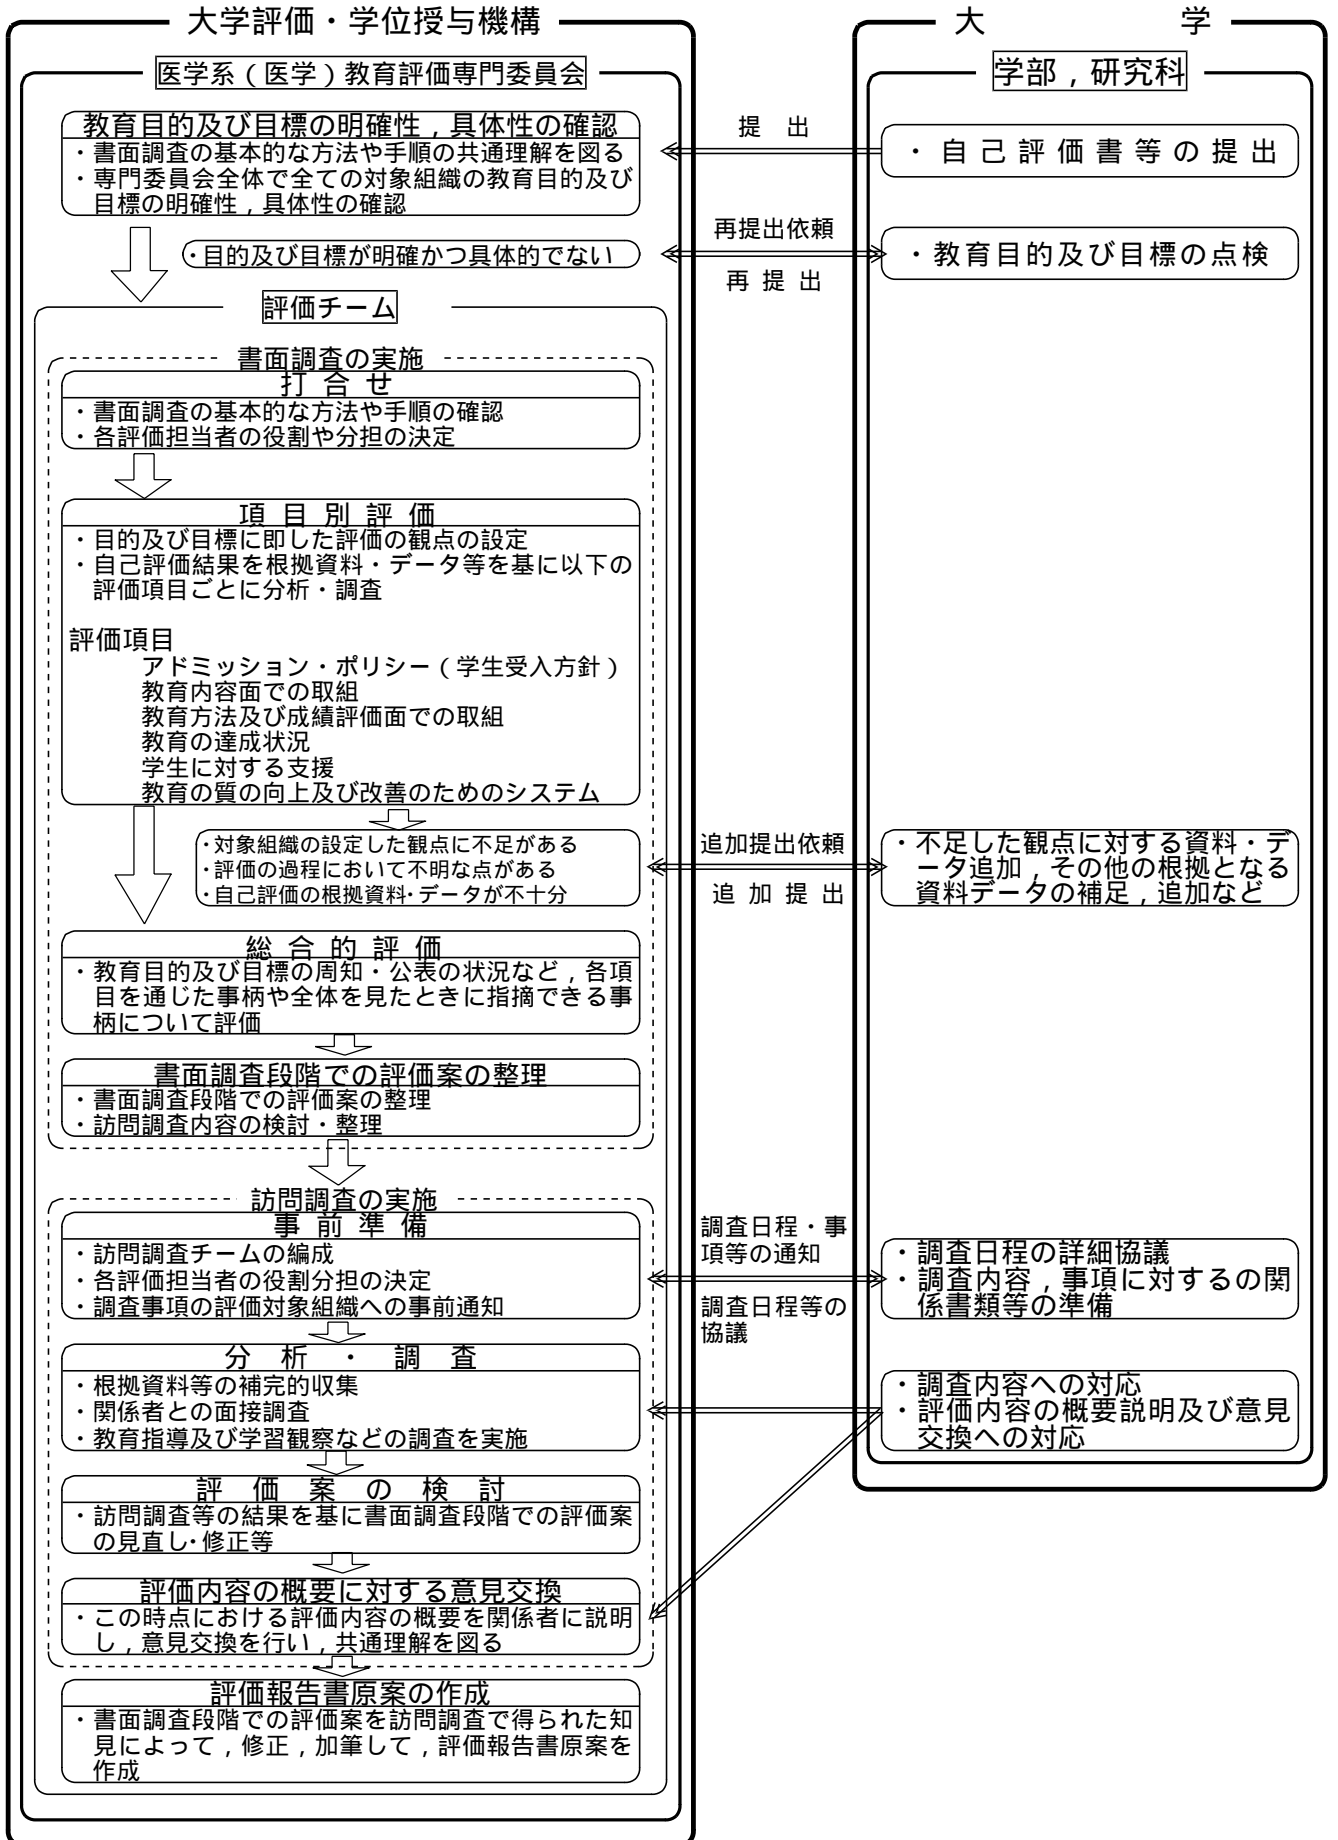 大学評価・学位授与機構
医学系(医学)教育評価専門委員会
教育目的及び目標の明確性,具体性の確認
・書面調査の基本的な方法や手順の共通理解を図る
・専門委員会全体で全ての対象組織の教育目的及び
目標の明確性,具体性の確認
・目的及び目標が明確かつ具体的でない
評価チーム
書面調査の実施
打合せ
・書面調査の基本的な方法や手順の確認
・各評価担当者の役割や分担の決定
項目別評価
・目的及び目標に即した評価の観点の設定
・自己評価結果を根拠資料・データ等を基に以下の
評価項目ごとに分析・調査
評価項目
アドミッション・ポリシー(学生受入方針)
教育内容面での取組
教育方法及び成績評価面での取組
教育の達成状況
学生に対する支援
教育の質の向上及び改善のためのシステム
・対象組織の設定した観点に不足がある
・評価の過程において不明な点がある
・自己評価の根拠資料・データが不十分
総合的評価
・教育目的及び目標の周知・公表の状況など,各項
目を通じた事柄や全体を見たときに指摘できる事
柄について評価
書面調査段階での評価案の整理
・書面調査段階での評価案の整理
・訪問調査内容の検討・整理
訪問調査の実施
事前準備
・訪問調査チームの編成
・各評価担当者の役割分担の決定
・調査事項の評価対象組織への事前通知
分析・調査
・根拠資料等の補完的収集
・関係者との面接調査
・教育指導及び学習観察などの調査を実施
評価案の検討
・訪問調査等の結果を基に書面調査段階での評価案
の見直し・修正等
評価内容の概要に対する意見交換
・この時点における評価内容の概要を関係者に説明
し,意見交換を行い,共通理解を図る
評価報告書原案の作成
・書面調査段階での評価案を訪問調査で得られた知
見によって,修正,加筆して,評価報告書原案を
作成
提出
再提出依頼
再提出
追加提出依頼
追加提出
調査日程・事
項等の通知
調査日程等の
協議
大学
学部,研究科
・自己評価書等の提出
・教育目的及び目標の点検
・不足した観点に対する資料・デ
ータ追加,その他の根拠となる
資料データの補足,追加など
・調査日程の詳細協議
・調査内容,事項に対するの関
係書類等の準備
・調査内容への対応
・評価内容の概要説明及び意見
交換への対応